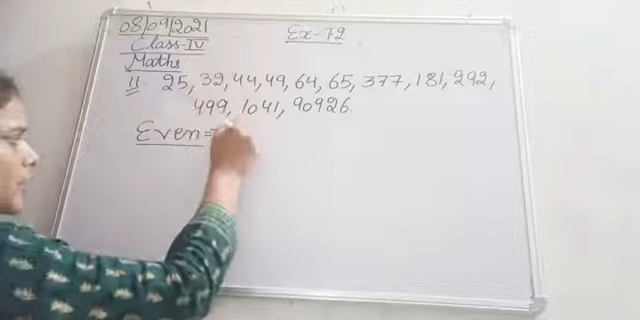 08/09/2021
Ex-7.2
Class-IV
Maths
11 25, 32, 44, 49, 64, 65, 377, 181, 292,
499, 1041, 90926.
Even=